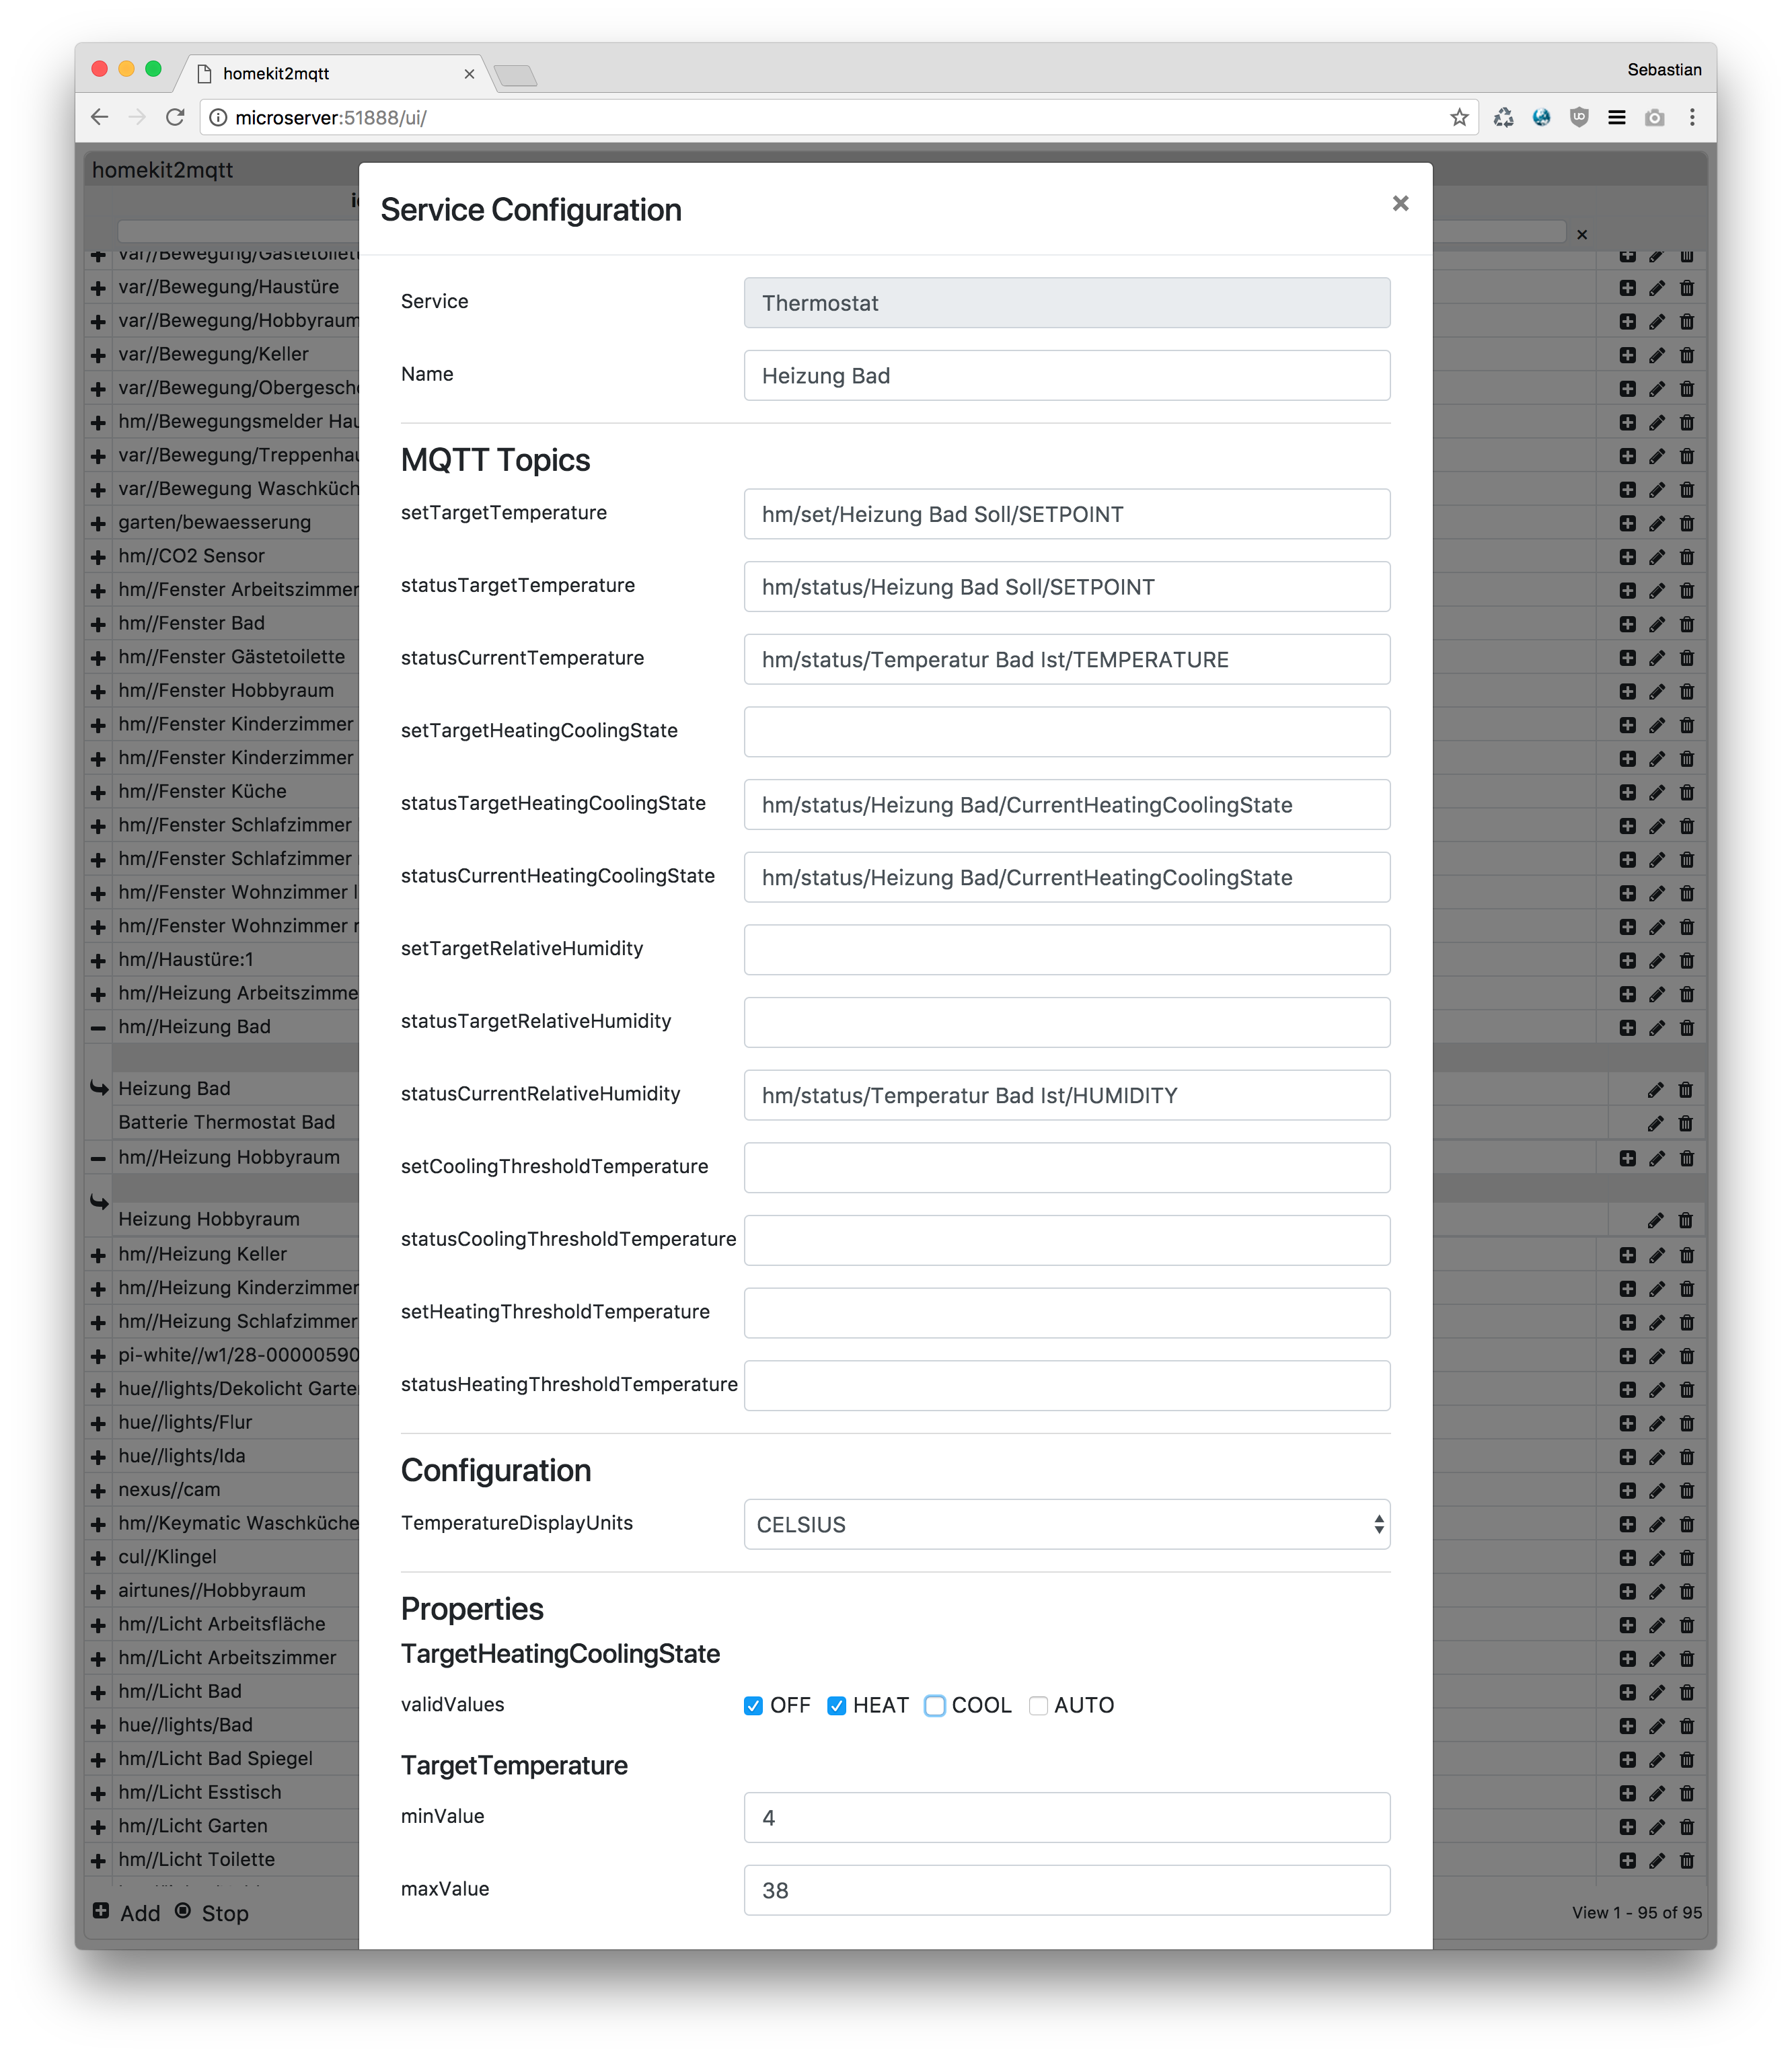 homekit2mqtt
Sebastian
microserver:51888/ui/
homekit2mqtt
Service Configuration
×
Service
Thermostat
Name
Heizung Bad
MQTT Topics
setTargetTemperature
hm/set/Heizung Bad Soll/SETPOINT
statusTargetTemperature
hm/status/Heizung Bad Soll/SETPOINT
statusCurrentTemperature
hm/status/Temperatur Bad Ist/TEMPERATURE
setTargetHeatingCoolingState
statusTargetHeatingCoolingState
hm/status/Heizung Bad/CurrentHeatingCoolingState
statusCurrentHeatingCoolingState
hm/status/Heizung Bad/CurrentHeatingCoolingState
setTargetRelativeHumidity
statusTargetRelativeHumidity
statusCurrentRelativeHumidity
hm/status/Temperatur Bad Ist/HUMIDITY
setCoolingThresholdTemperature
statusCoolingThresholdTemperature
setHeatingThresholdTemperature
statusHeatingThresholdTemperature
Configuration
TemperatureDisplayUnits
CELSIUS
Properties
TargetHeatingCoolingState
validValues
OFF HEAT COOL AUTO
TargetTemperature
minValue
4
maxValue
38
var//Bewegung/Gästetoilett
var//Bewegung/Haustüre
var//Bewegung/Hobbyraum
var//Bewegung/Keller
var//Bewegung/Obergesch
hm//Bewegungsmelder Hau
var//Bewegung/Treppenhau
var//Bewegung Waschküch
garten/bewaesserung
hm//CO2 Sensor
hm//Fenster Arbeitszimmer
hm//Fenster Bad
hm//Fenster Gästetoilette
hm//Fenster Hobbyraum
hm//Fenster Kinderzimmer
hm//Fenster Kinderzimmer
hm//Fenster Küche
hm//Fenster Schlafzimmer
hm//Fenster Schlafzimmer
hm//Fenster Wohnzimmer l
hm//Fenster Wohnzimmer r
hm//Haustüre:1
hm//Heizung Arbeitszimme
hm//Heizung Bad
Heizung Bad
Batterie Thermostat Bad
hm//Heizung Hobbyraum
Heizung Hobbyraum
hm//Heizung Keller
hm//Heizung Kinderzimmer
hm//Heizung Schlafzimmer
pi-white//w1/28-00000590
hue//lights/Dekolicht Garte
hue//lights/Flur
hue//lights/Ida
nexus//cam
hm//Keymatic Waschküche
cul//Klingel
airtunes//Hobbyraum
hm//Licht Arbeitsfläche
hm//Licht Arbeitszimmer
hm//Licht Bad
hue//lights/Bad
hm//Licht Bad Spiegel
hm//Licht Esstisch
hm//Licht Garten
hm//Licht Toilette
Add Stop
View 1 - 95 of 95